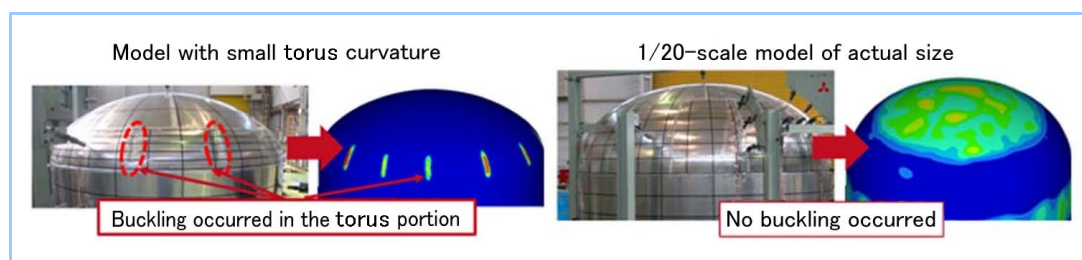 Model with small torus curvature
1/20-scale model of actual size
Buckling occurred in the torus portion
No buckling occurred